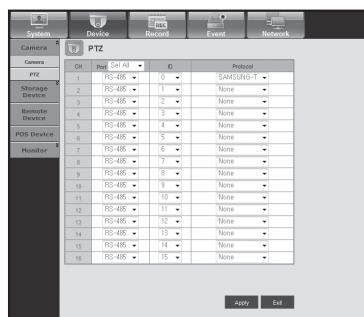 System Device Record Event Network
REC
Camera
PTZ
Camera
PTZ
Storage Device
Remote Device
POS Device
Monitor
CH Port Sel All ID Protocol
1 RS-485 0 SAMSUNG-T
2 RS-485 1 None
3 RS-485 2 None
4 RS-485 3 None
5 RS-485 4 None
6 RS-485 5 None
7 RS-485 6 None
8 RS-485 7 None
9 RS-485 8 None
10 RS-485 9 None
11 RS-485 10 None
12 RS-485 11 None
13 RS-485 12 None
14 RS-485 13 None
15 RS-485 14 None
16 RS-485 15 None
Apply Exit